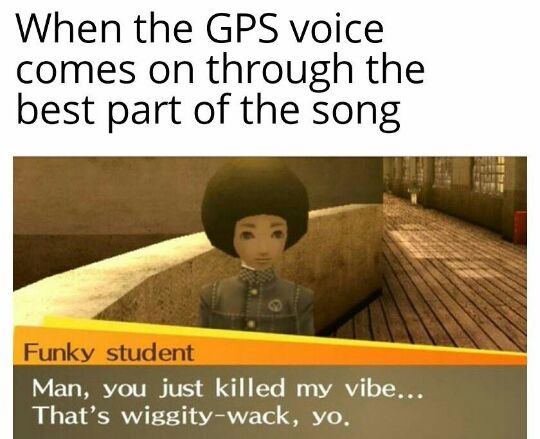 When the GPS voice
comes on through the
best part of the song
Funky student
Man, you just killed my vibe...
That's wiggity-wack, yo.